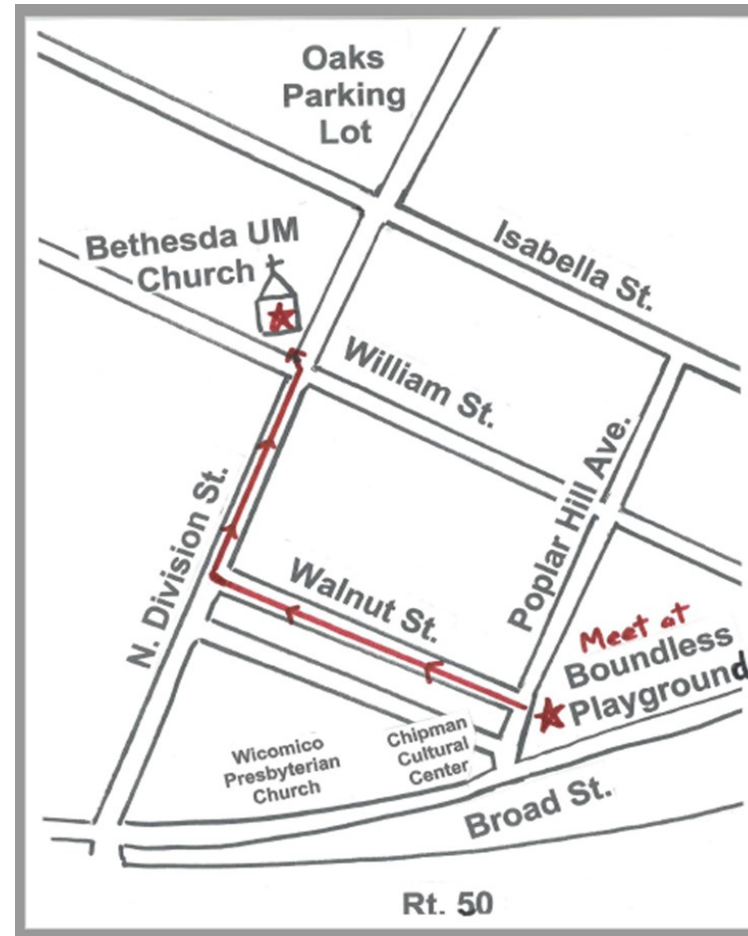 Oaks
Parking
Lot
Bethesda UM
Church
Isabella St.
William St.
Poplar Hill Ave.
N. Division St.
Walnut St.
Meet at
Boundless
Playground
Wicomico
Presbyterian
Church
Chipman
Cultural
Center
Broad St.
Rt. 50